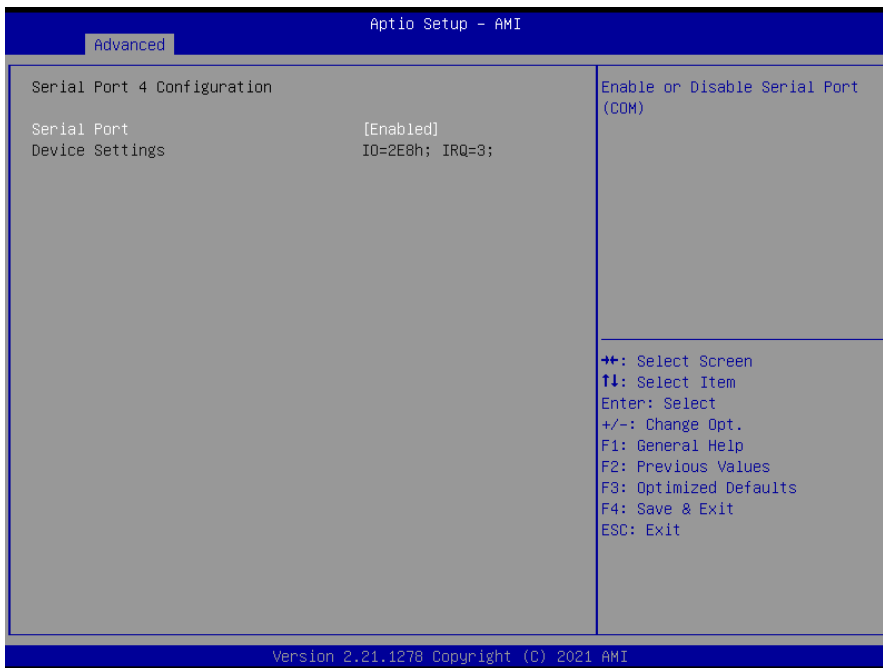 Aptio Setup – AMI
Advanced
Serial Port 4 Configuration
Serial Port [Enabled]
Device Settings IO=2E8h; IRQ=3;
Enable or Disable Serial Port
(COM)
→←: Select Screen
↑↓: Select Item
Enter: Select
+/-: Change Opt.
F1: General Help
F2: Previous Values
F3: Optimized Defaults
F4: Save & Exit
ESC: Exit
Version 2.21.1278 Copyright (C) 2021 AMI